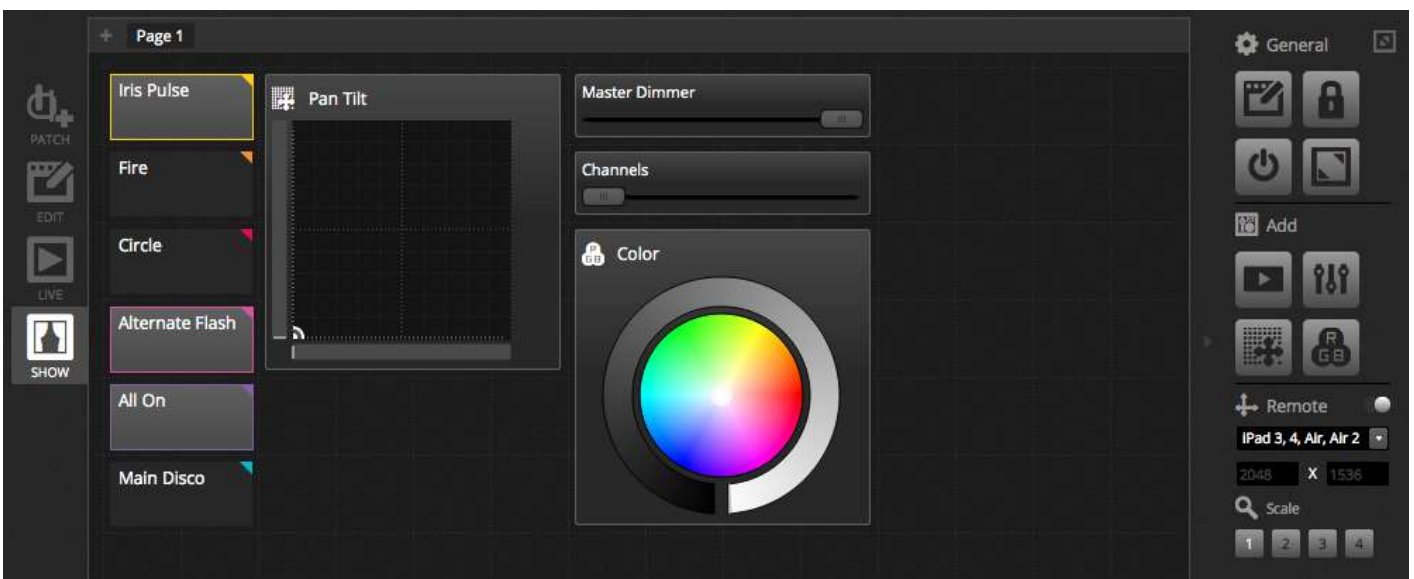 + Page 1
PATCH
EDIT
LIVE
SHOW
Iris Pulse
Fire
Circle
Alternate Flash
All On
Main Disco
Pan Tilt
Master Dimmer
Channels
RGB
Color
General
Add
RGB
Remote
iPad 3, 4, Air, Air 2
2048 X 1536
Scale
1 2 3 4